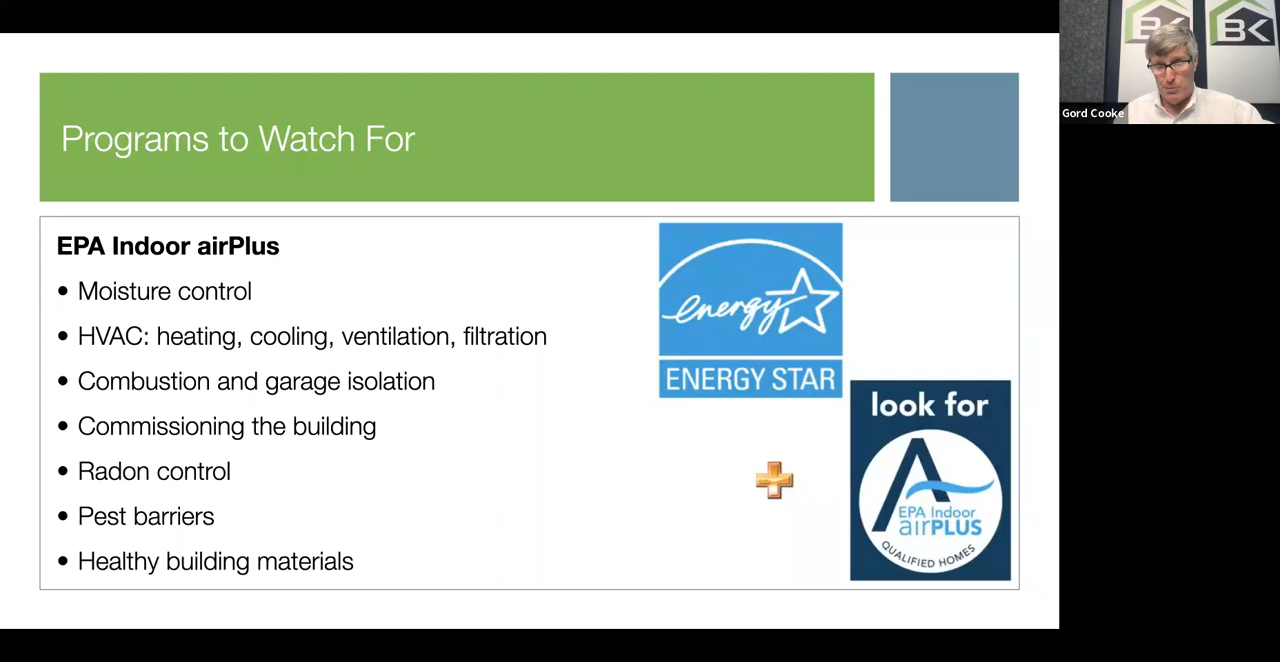 Programs to Watch For
EPA Indoor airPlus
• Moisture control
• HVAC: heating, cooling, ventilation, filtration
• Combustion and garage isolation
• Commissioning the building
• Radon control
• Pest barriers
• Healthy building materials
energy
ENERGY STAR
look for
EPA Indoor
airPLUS
QUALIFIED HOMES
BK
BK
Gord Cooke